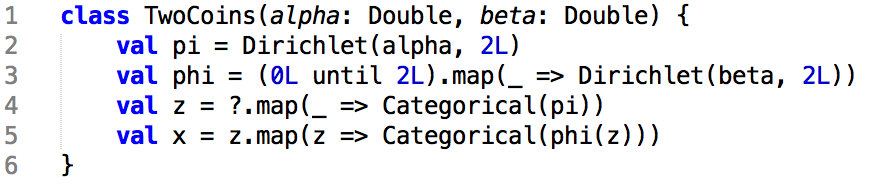 1 class TwoCoins(alpha: Double, beta: Double) {
2     val pi = Dirichlet(alpha, 2L)
3     val phi = (0L until 2L).map(_ => Dirichlet(beta, 2L))
4     val z = ?.map(_ => Categorical(pi))
5     val x = z.map(z => Categorical(phi(z)))
6 }